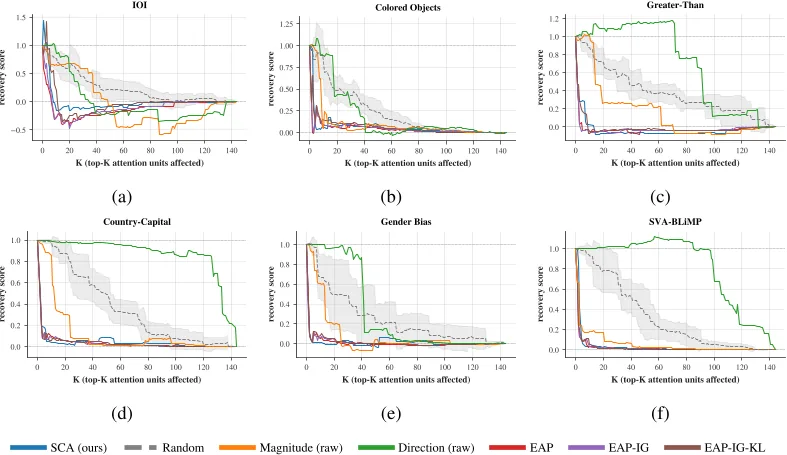 IOI
1.5
1.0
0.5
0.0
−0.5
recovery score
0 20 40 60 80 100 120 140
K (top-K attention units affected)
(a)
Colored Objects
1.25
1.00
0.75
0.50
0.25
0.00
recovery score
0 20 40 60 80 100 120 140
K (top-K attention units affected)
(b)
Greater-Than
1.2
1.0
0.8
0.6
0.4
0.2
0.0
recovery score
0 20 40 60 80 100 120 140
K (top-K attention units affected)
(c)
Country-Capital
1.0
0.8
0.6
0.4
0.2
0.0
recovery score
0 20 40 60 80 100 120 140
K (top-K attention units affected)
(d)
Gender Bias
1.0
0.8
0.6
0.4
0.2
0.0
recovery score
0 20 40 60 80 100 120 140
K (top-K attention units affected)
(e)
SVA-BLiMP
1.0
0.8
0.6
0.4
0.2
0.0
recovery score
0 20 40 60 80 100 120 140
K (top-K attention units affected)
(f)
SCA (ours) Random Magnitude (raw) Direction (raw) EAP EAP-IG EAP-IG-KL